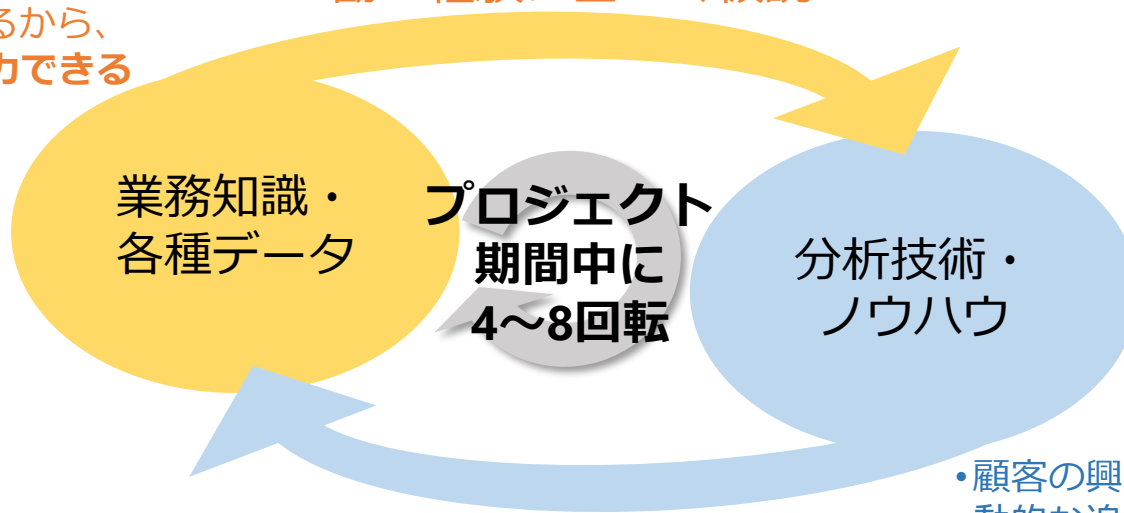 るから、
力できる
業務知識・
各種データ
プロジェクト
期間中に
4～8回転
分析技術・
ノウハウ
•顧客の興